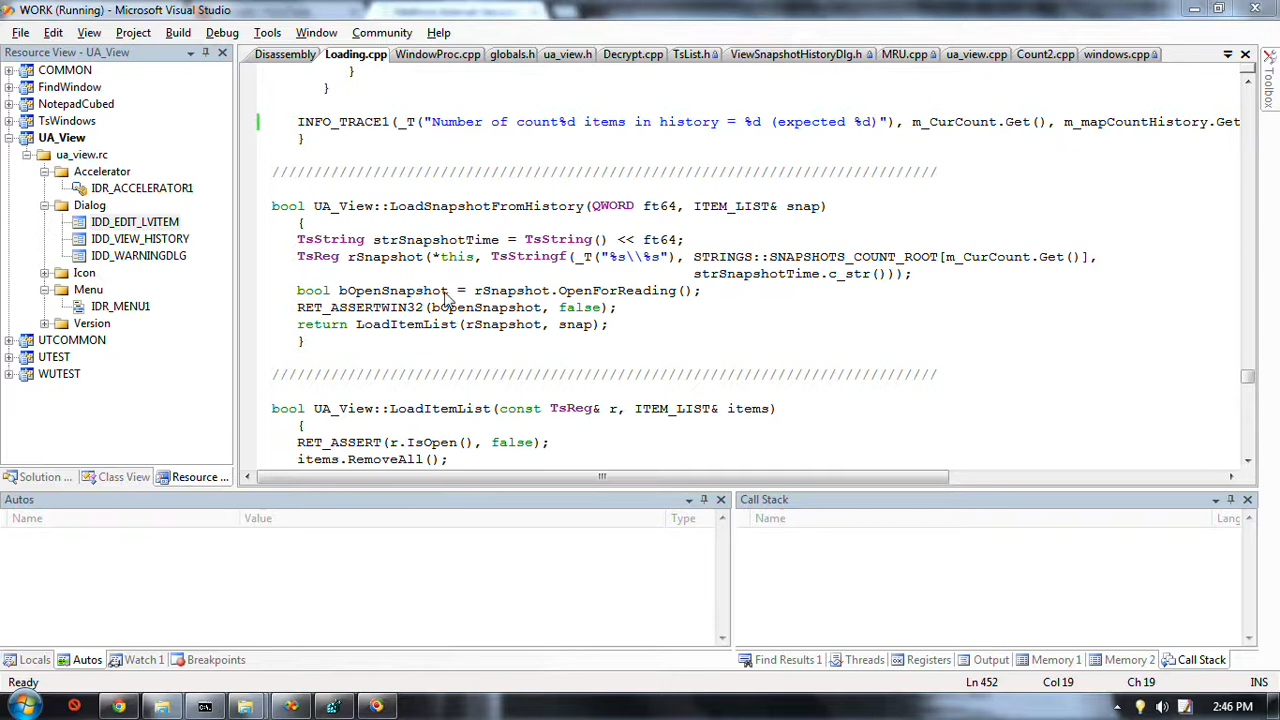 WORK (Running) - Microsoft Visual Studio
File Edit View Project Build Debug Tools Window Community Help
Resource View - UA_View
Disassembly Loading.cpp WindowProc.cpp globals.h ua_view.h Decrypt.cpp TsList.h ViewSnapshotHistoryDlg.h MRU.cpp ua_view.cpp Count2.cpp windows.cpp
Toolbox
COMMON
FindWindow
NotepadCubed
TsWindows
UA_View
ua_view.rc
Accelerator
IDR_ACCELERATOR1
Dialog
IDD_EDIT_LVITEM
IDD_VIEW_HISTORY
IDD_WARNINGDLG
Icon
Menu
IDR_MENU1
Version
UTCOMMON
UTEST
WUTEST
Solution ... Class View Resource ...
}
}
INFO_TRACE1(_T("Number of count%d items in history = %d (expected %d)"), m_CurCount.Get(), m_mapCountHistory.Get
}
///////////////////////////////////////////////////////////////////////////////
bool UA_View::LoadSnapshotFromHistory(QWORD ft64, ITEM_LIST& snap)
{
TsString strSnapshotTime = TsString() << ft64;
TsReg rSnapshot(*this, TsStringf(_T("%s\\%s"), STRINGS::SNAPSHOTS_COUNT_ROOT[m_CurCount.Get()],
strSnapshotTime.c_str()));
bool bOpenSnapshot = rSnapshot.OpenForReading();
RET_ASSERTWIN32(bOpenSnapshot, false);
return LoadItemList(rSnapshot, snap);
}
///////////////////////////////////////////////////////////////////////////////
bool UA_View::LoadItemList(const TsReg& r, ITEM_LIST& items)
{
RET_ASSERT(r.IsOpen(), false);
items.RemoveAll();
Autos
Name Value Type
Call Stack
Name Lang
Locals Autos Watch 1 Breakpoints
Find Results 1 Threads Registers Output Memory 1 Memory 2 Call Stack
Ready Ln 452 Col 19 Ch 19 INS
2:46 PM